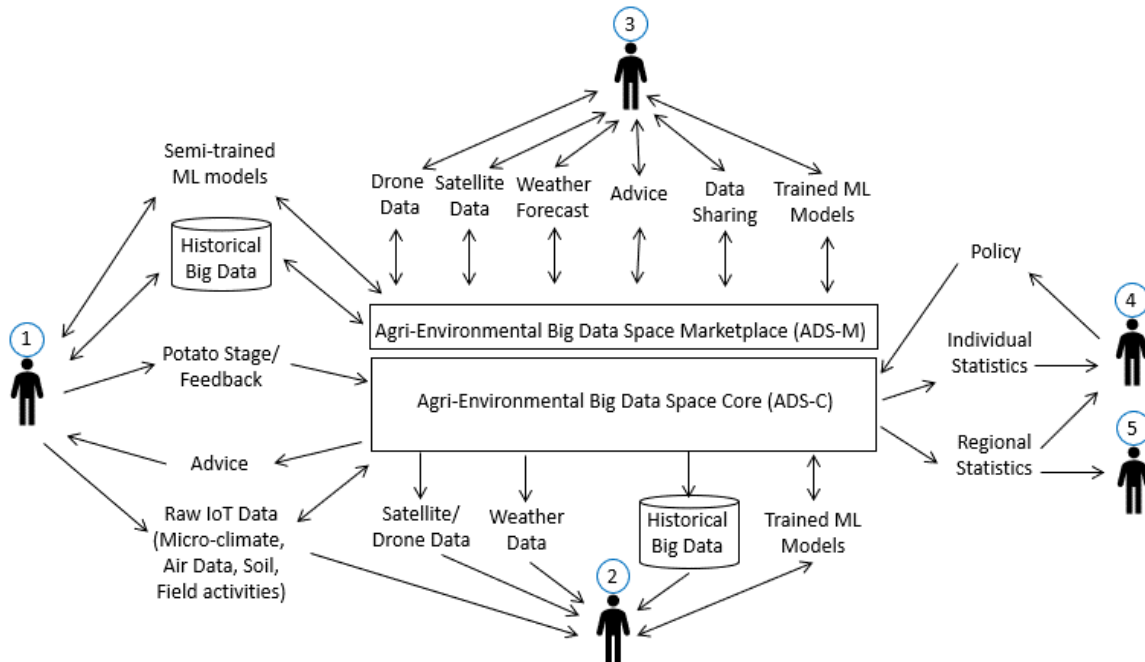 3
Semi-trained
ML models
Drone
Data
Satellite
Data
Weather
Forecast
Advice
Data
Sharing
Trained ML
Models
Historical
Big Data
Policy
1
4
Agri-Environmental Big Data Space Marketplace (ADS-M)
Potato Stage/
Feedback
Individual
Statistics
Agri-Environmental Big Data Space Core (ADS-C)
5
Advice
Regional
Statistics
Raw IoT Data
(Micro-climate,
Air Data, Soil,
Field activities)
Satellite/
Drone Data
Weather
Data
Historical
Big Data
Trained ML
Models
2